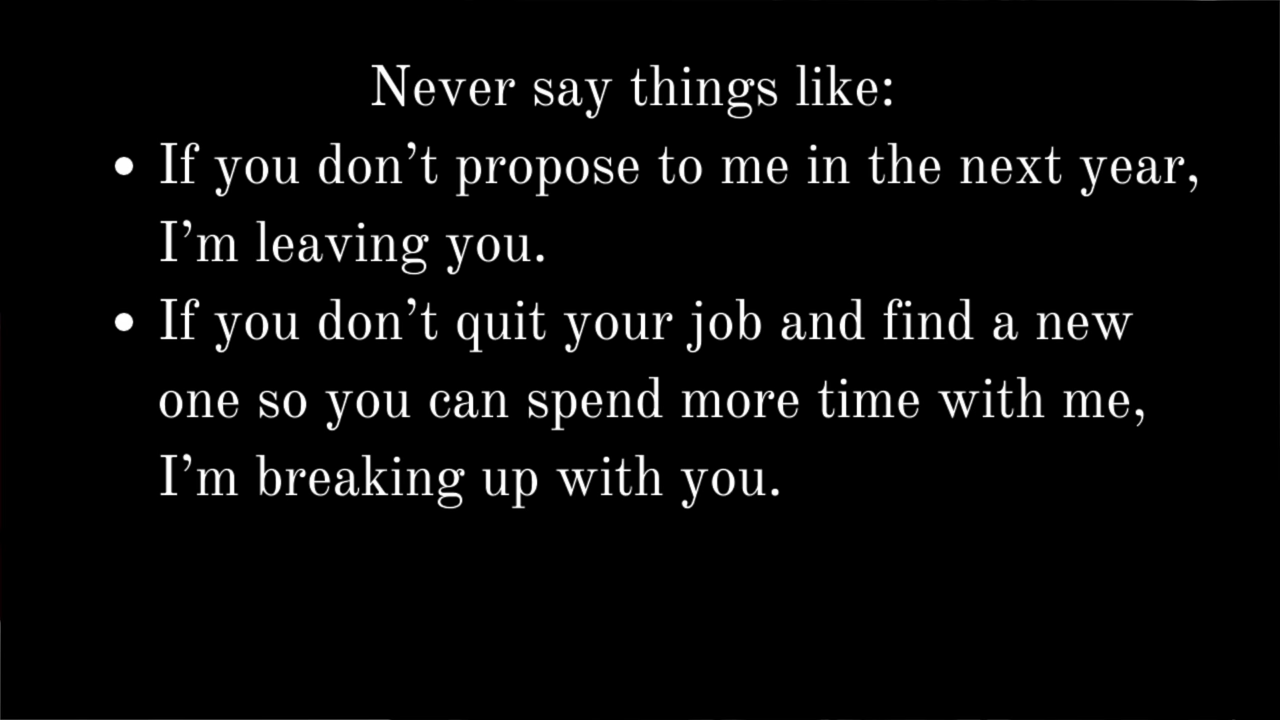 Never say things like:
• If you don’t propose to me in the next year,
I’m leaving you.
• If you don’t quit your job and find a new
one so you can spend more time with me,
I’m breaking up with you.